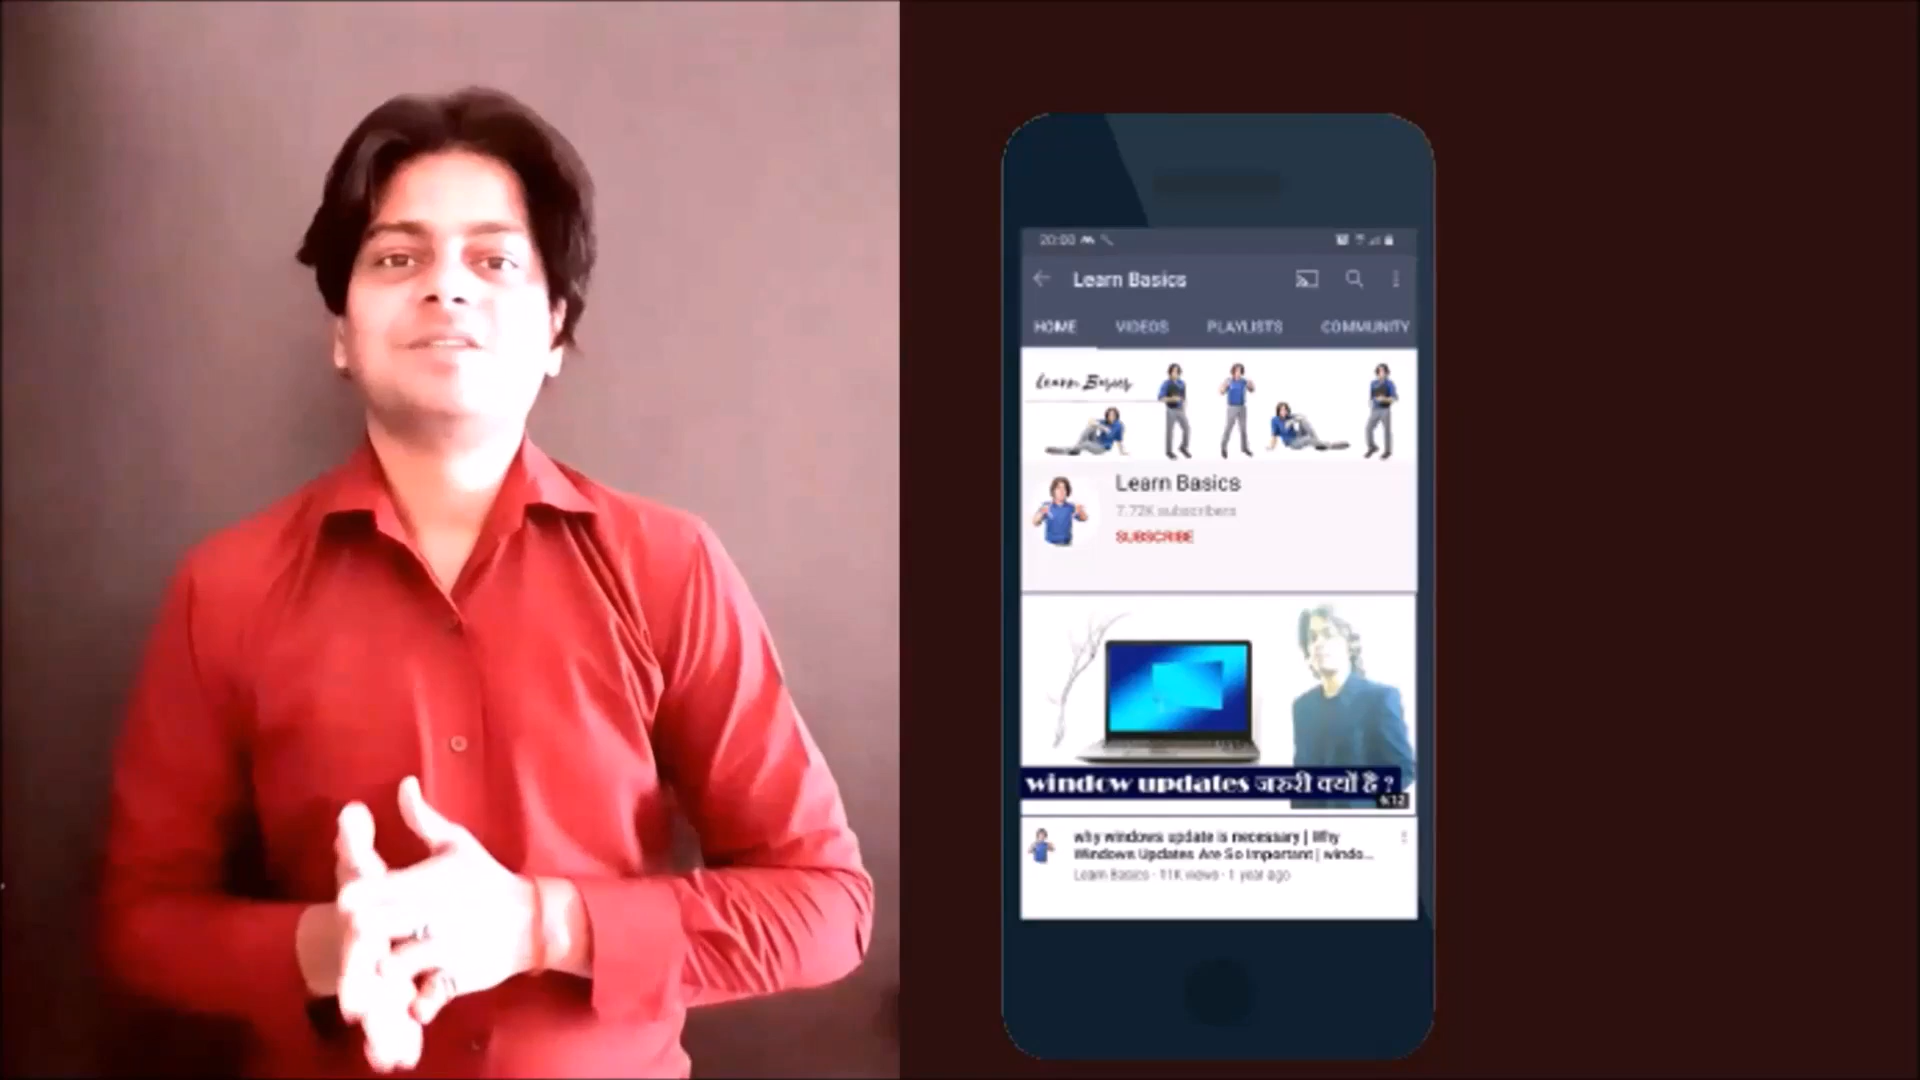 20:00
Learn Basics
HOME VIDEOS PLAYLISTS COMMUNITY
Learn Basics
Learn Basics
7.72K subscribers
SUBSCRIBE
window updates जरुरी क्यों है ?
6:12
why windows update is necessary | Why
Windows Updates Are So Important | windo...
Learn Basics · 11K views · 1 year ago